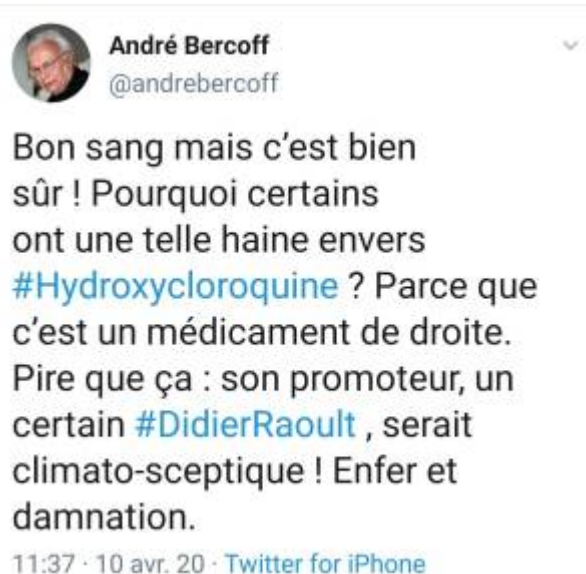 André Bercoff
@andrebercoff
Bon sang mais c’est bien
sûr ! Pourquoi certains
ont une telle haine envers
#Hydroxycloroquine ? Parce que
c’est un médicament de droite.
Pire que ça : son promoteur, un
certain #DidierRaoult , serait
climato-sceptique ! Enfer et
damnation.
11:37 · 10 avr. 20 · Twitter for iPhone